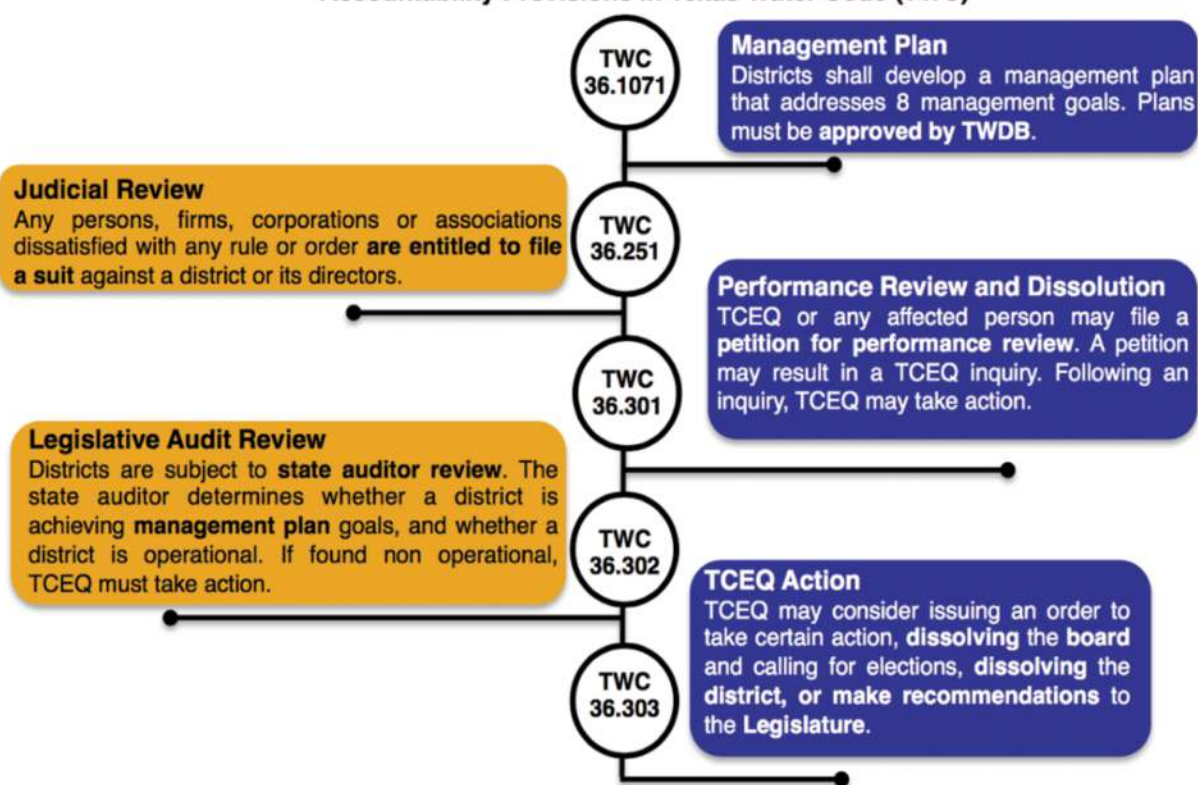 TWC
36.1071
Management Plan
Districts shall develop a management plan
that addresses 8 management goals. Plans
must be approved by TWDB.
Judicial Review
Any persons, firms, corporations or associations
dissatisfied with any rule or order are entitled to file
a suit against a district or its directors.
TWC
36.251
Performance Review and Dissolution
TCEQ or any affected person may file a
petition for performance review. A petition
may result in a TCEQ inquiry. Following an
inquiry, TCEQ may take action.
TWC
36.301
Legislative Audit Review
Districts are subject to state auditor review. The
state auditor determines whether a district is
achieving management plan goals, and whether a
district is operational. If found non operational,
TCEQ must take action.
TWC
36.302
TCEQ Action
TCEQ may consider issuing an order to
take certain action, dissolving the board
and calling for elections, dissolving the
district, or make recommendations to
the Legislature.
TWC
36.303